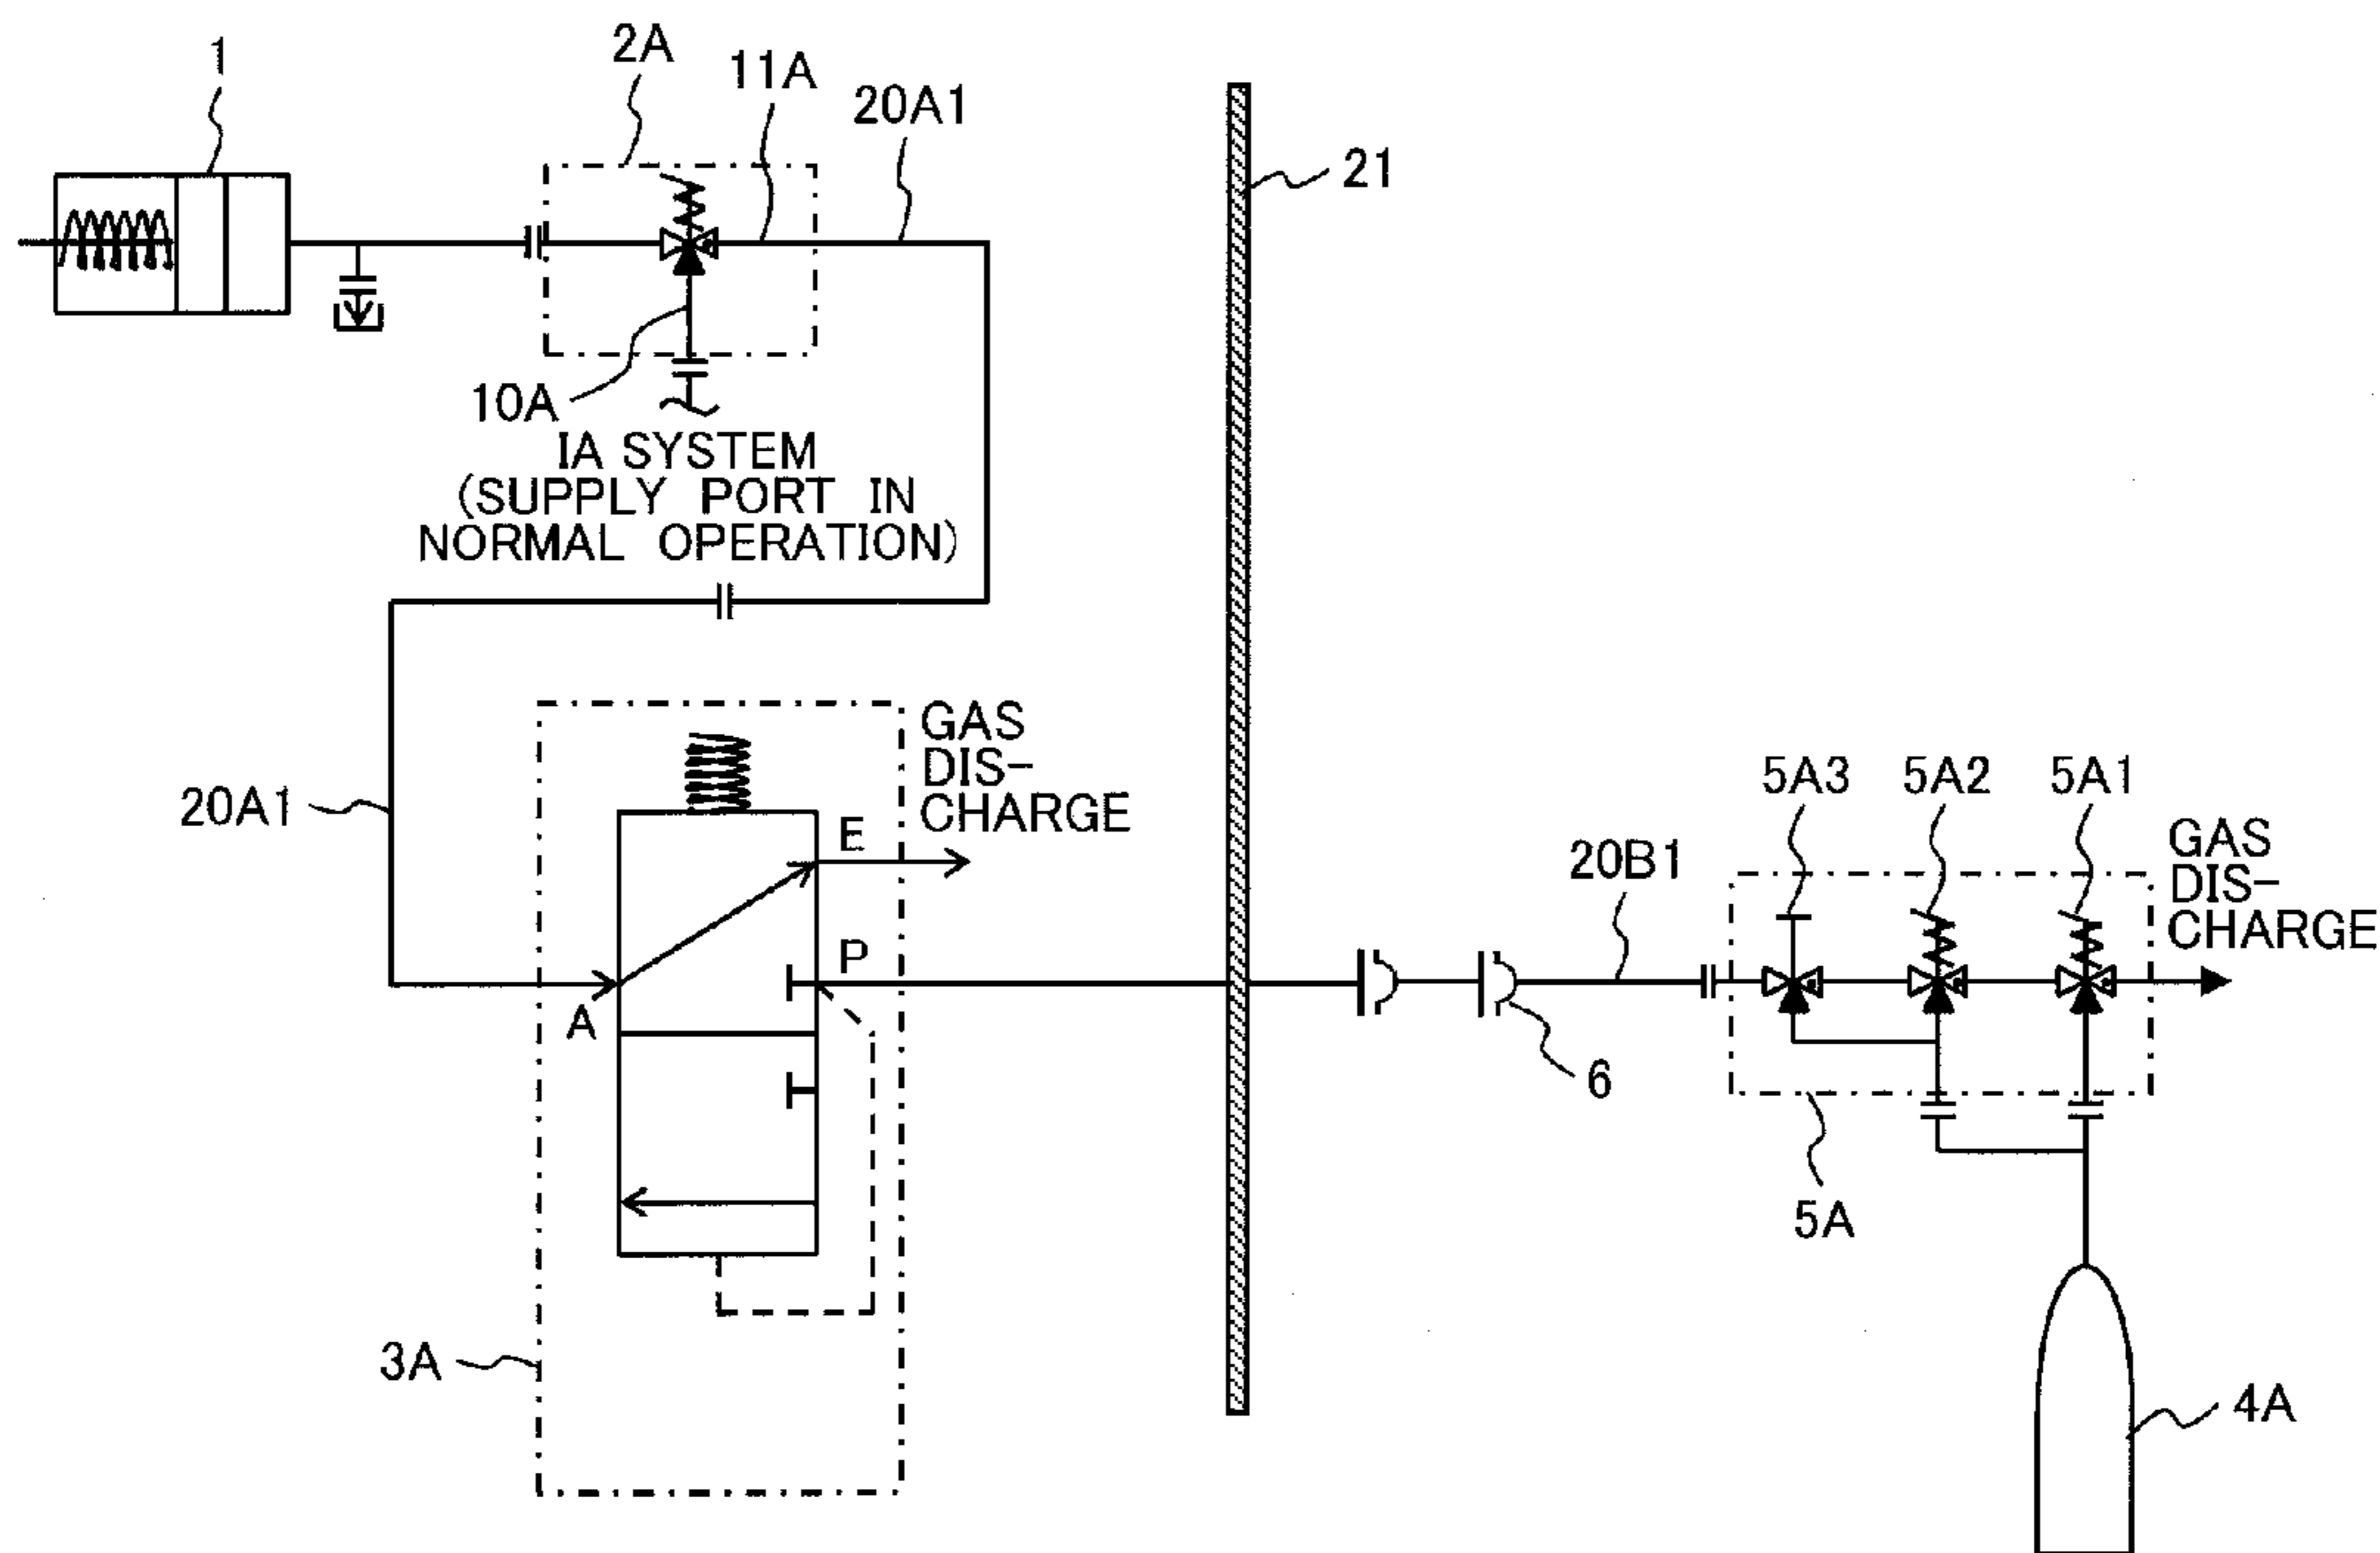 1
2A
11A
20A1
21
10A
IA SYSTEM
(SUPPLY PORT IN
NORMAL OPERATION)
GAS
DIS-
CHARGE
20A1
E
P
A
3A
5A3
5A2
5A1
20B1
GAS
DIS-
CHARGE
6
5A
4A